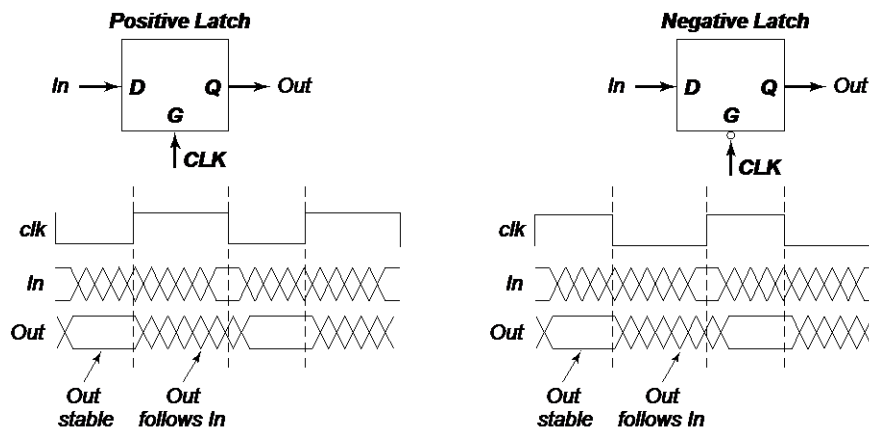 Positive Latch
In D Q Out
G
CLK
clk
In
Out
Out stable
Out follows In
Negative Latch
In D Q Out
G
CLK
clk
In
Out
Out stable
Out follows In